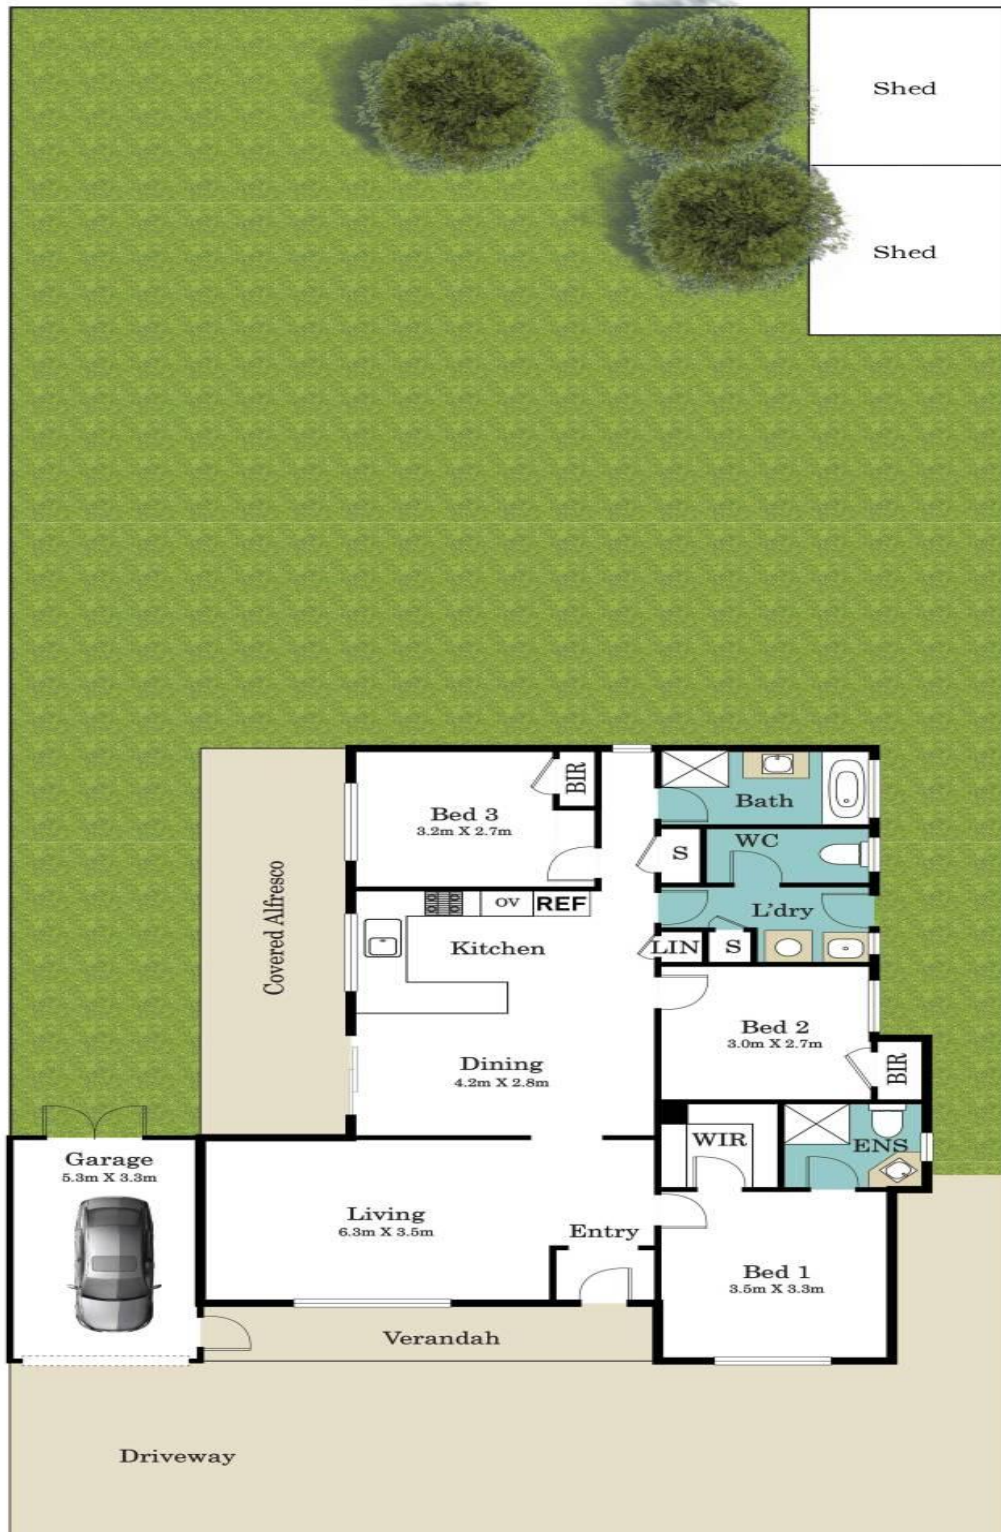 Shed
Shed
Bed 3
3.2m X 2.7m
BIR
Bath
WC
S
L'dry
OV
REF
Kitchen
LIN
S
Covered Alfresco
Bed 2
3.0m X 2.7m
BIR
Dining
4.2m X 2.8m
WIR
ENS
Garage
5.3m X 3.3m
Living
6.3m X 3.5m
Entry
Bed 1
3.5m X 3.3m
Verandah
Driveway